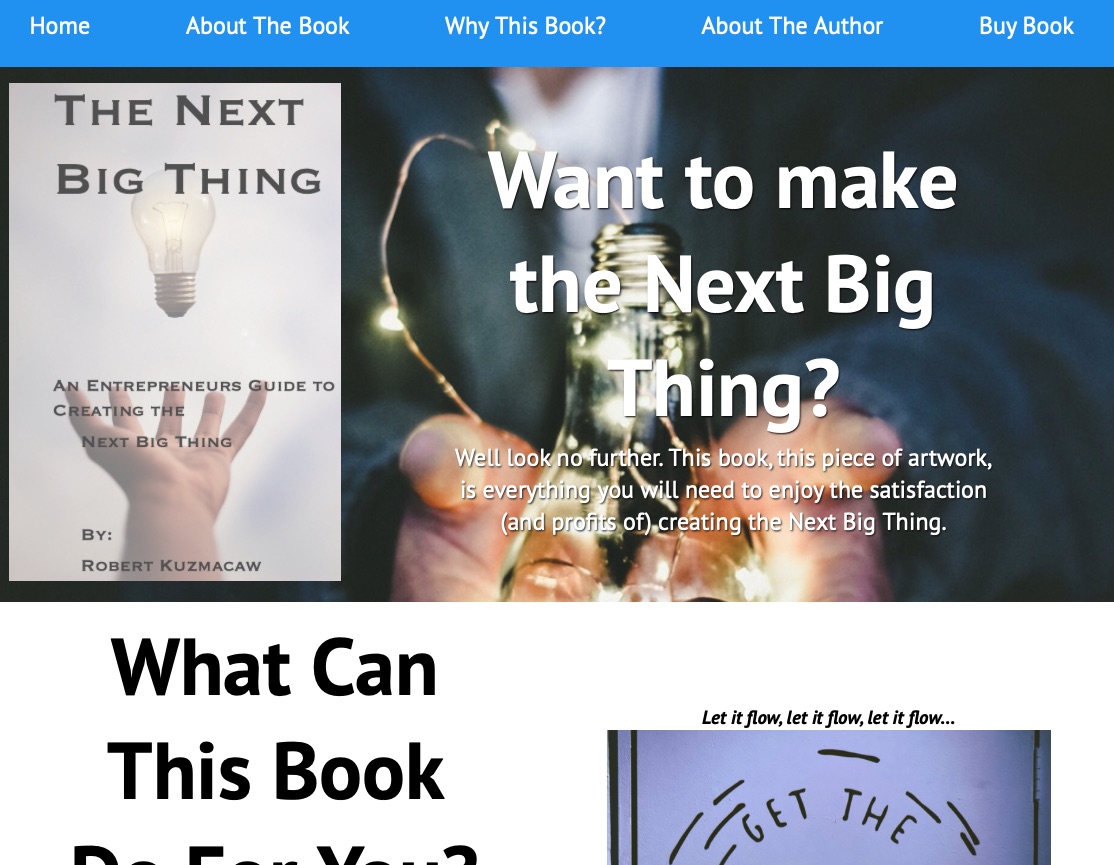 Home About The Book Why This Book? About The Author Buy Book
The Next
Big Thing
An Entrepreneurs Guide to
Creating the
Next Big Thing
By:
Robert Kuzmacaw
Want to make
the Next Big
Thing?
Well look no further. This book, this piece of artwork,
is everything you will need to enjoy the satisfaction
(and profits of) creating the Next Big Thing.
What Can
This Book
Do For You?
Let it flow, let it flow, let it flow...
GET THE